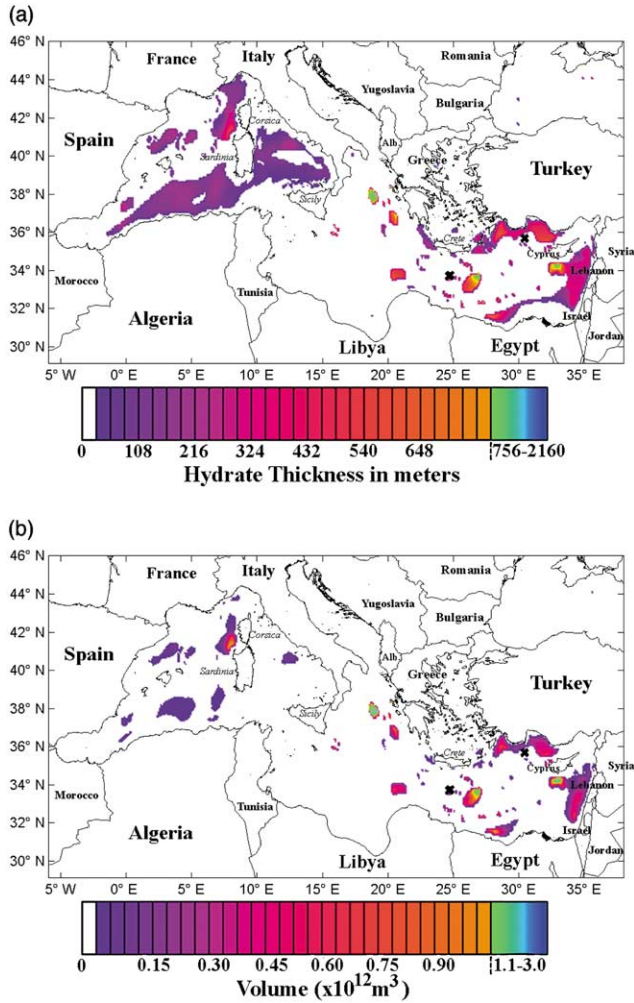 (a)
46° N
44° N
42° N
40° N
38° N
36° N
34° N
32° N
30° N
France
Italy
Romania
Yugoslavia
Bulgaria
Corsica
Spain
Alb
Sardinia
Greece
Turkey
Sicily
Crete
Cyprus
Syria
Lebanon
Morocco
Tunisia
Algeria
Israel
Libya
Egypt
Jordan
5° W 0° E 5° E 10° E 15° E 20° E 25° E 30° E 35° E
0 108 216 324 432 540 648 756-2160
Hydrate Thickness in meters
(b)
46° N
44° N
42° N
40° N
38° N
36° N
34° N
32° N
30° N
France
Italy
Romania
Yugoslavia
Bulgaria
Corsica
Spain
Alb
Sardinia
Greece
Turkey
Sicily
Crete
Cyprus
Syria
Lebanon
Morocco
Tunisia
Algeria
Israel
Libya
Egypt
Jordan
5° W 0° E 5° E 10° E 15° E 20° E 25° E 30° E 35° E
0 0.15 0.30 0.45 0.60 0.75 0.90 1.1-3.0
Volume (x10¹²m³)